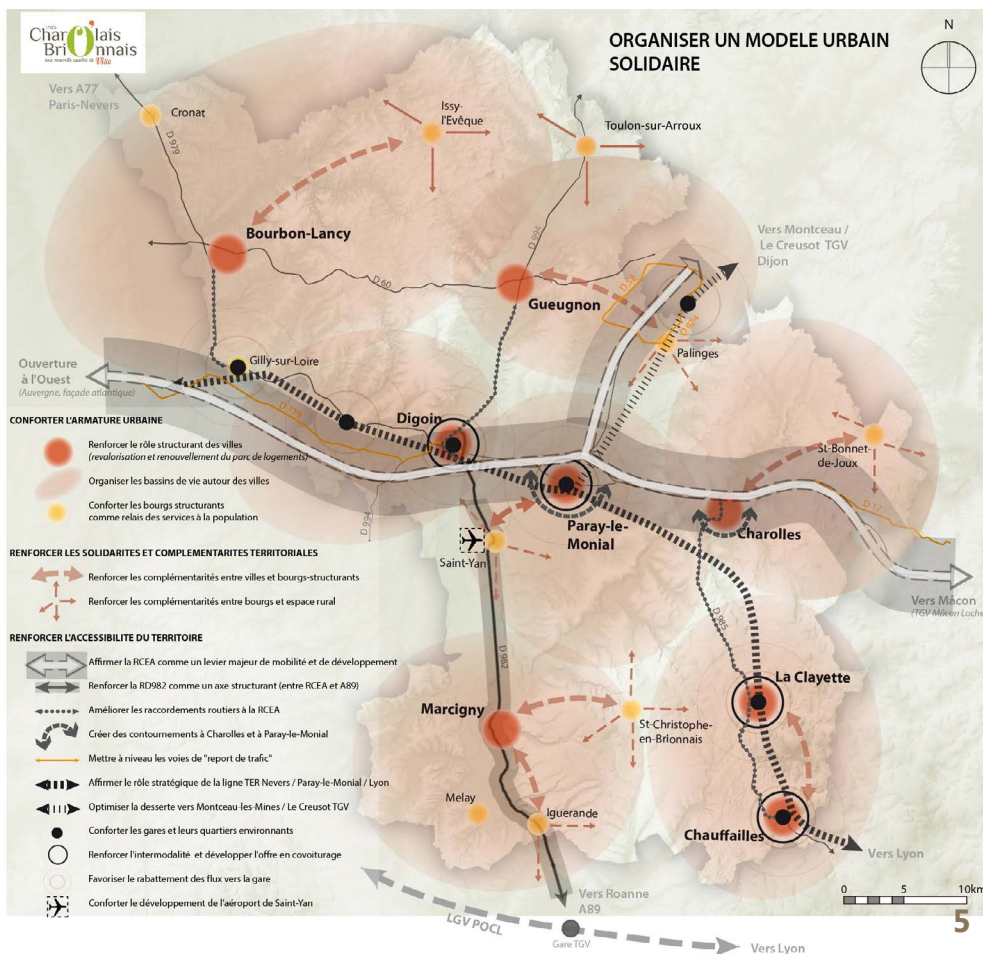 PAYS
Charolais
Brionnais
une nouvelle qualité de Ville
ORGANISER UN MODELE URBAIN
SOLIDAIRE
N
Vers A77
Paris-Nevers
Cronat
D 979
Issy-
l'Evêque
Toulon-sur-Arroux
Bourbon-Lancy
D 994
D 60
Gueugnon
Vers Montceau /
Le Creusot TGV
Dijon
D 974
Palinges
Ouverture
à l'Ouest
(Auvergne, façade atlantique)
Gilly-sur-Loire
D 779
Digoin
D 994
St-Bonnet-
de-Joux
D 17
Paray-le-
Monial
Charolles
Saint-Yan
Vers Mâcon
(TGV Mâcon Loché)
D 985
D 982
La Clayette
Marcigny
St-Christophe-
en-Brionnais
Melay
Iguerande
Chauffailles
Vers Lyon
Vers Roanne
A89
LGV POCL
Gare TGV
Vers Lyon
0 5 10km
5
CONFORTER L'ARMATURE URBAINE
Renforcer le rôle structurant des villes
(revalorisation et renouvellement du parc de logements)
Organiser les bassins de vie autour des villes
Conforter les bourgs structurants
comme relais des services à la population
RENFORCER LES SOLIDARITES ET COMPLEMENTARITES TERRITORIALES
Renforcer les complémentarités entre villes et bourgs-structurants
Renforcer les complémentarités entre bourgs et espace rural
RENFORCER L'ACCESSIBILITE DU TERRITOIRE
Affirmer la RCEA comme un levier majeur de mobilité et de développement
Renforcer la RD982 comme un axe structurant (entre RCEA et A89)
Améliorer les raccordements routiers à la RCEA
Créer des contournements à Charolles et à Paray-le-Monial
Mettre à niveau les voies de "report de trafic"
Affirmer le rôle stratégique de la ligne TER Nevers / Paray-le-Monial / Lyon
Optimiser la desserte vers Montceau-les-Mines / Le Creusot TGV
Conforter les gares et leurs quartiers environnants
Renforcer l'intermodalité et développer l'offre en covoiturage
Favoriser le rabattement des flux vers la gare
Conforter le développement de l'aéroport de Saint-Yan